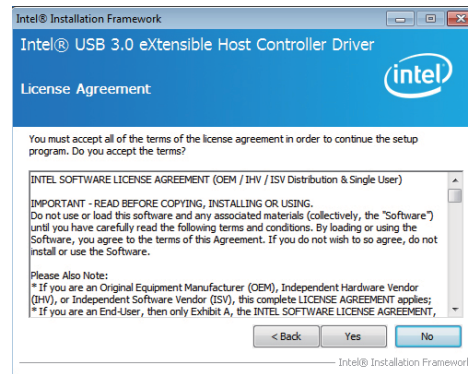 Intel® Installation Framework
Intel® USB 3.0 eXtensible Host Controller Driver
(intel)
License Agreement
You must accept all of the terms of the license agreement in order to continue the setup
program. Do you accept the terms?
INTEL SOFTWARE LICENSE AGREEMENT (OEM / IHV / ISV Distribution & Single User)
IMPORTANT - READ BEFORE COPYING, INSTALLING OR USING.
Do not use or load this software and any associated materials (collectively, the "Software")
until you have carefully read the following terms and conditions. By loading or using the
Software, you agree to the terms of this Agreement. If you do not wish to so agree, do not
install or use the Software.
Please Also Note:
* If you are an Original Equipment Manufacturer (OEM), Independent Hardware Vendor
(IHV), or Independent Software Vendor (ISV), this complete LICENSE AGREEMENT applies;
* If you are an End-User, then only Exhibit A, the INTEL SOFTWARE LICENSE AGREEMENT,
< Back Yes No
Intel® Installation Framework